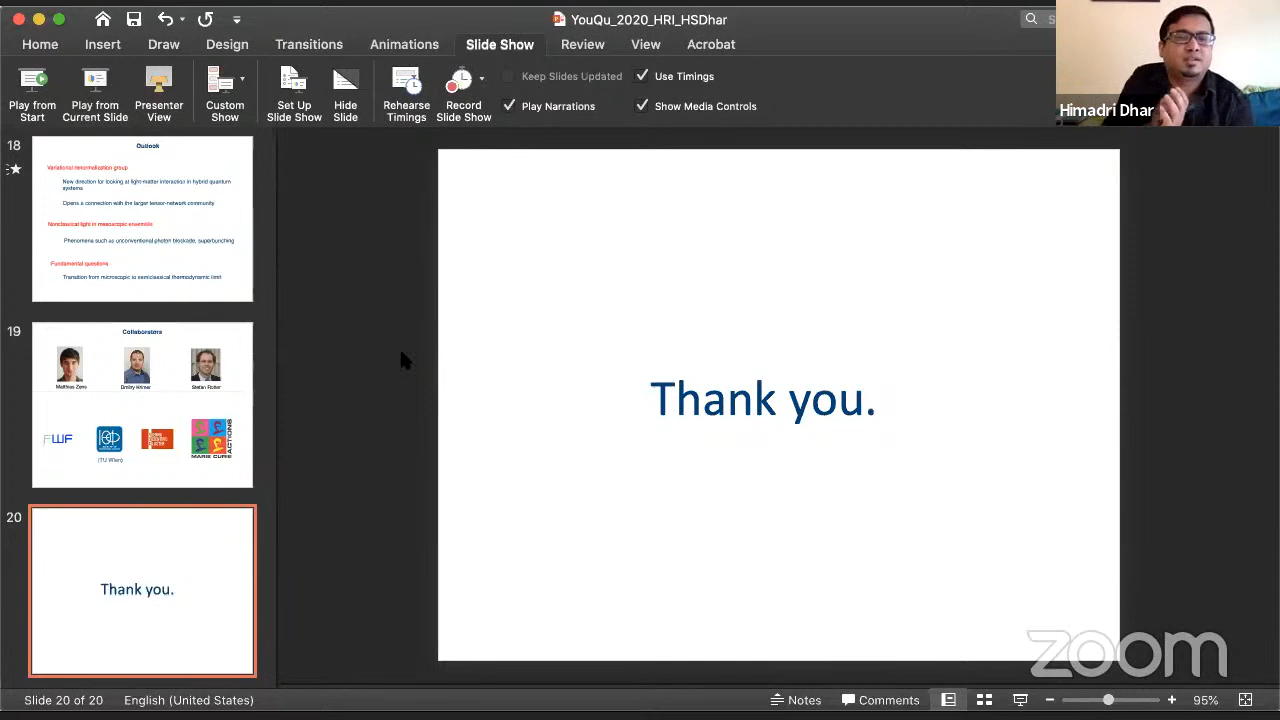 YouQu_2020_HRI_HSDhar
Home Insert Draw Design Transitions Animations Slide Show Review View Acrobat
Play from Start
Play from Current Slide
Presenter View
Custom Show
Set Up Slide Show
Hide Slide
Rehearse Timings
Record Slide Show
Keep Slides Updated
Use Timings
Play Narrations
Show Media Controls
Himadri Dhar
18
Outlook
Variational renormalization group
New direction for looking at light-matter interaction in hybrid quantum
systems
Opens a connection with the larger tensor-network community
Nonclassical light in mesoscopic ensemble
Phenomena such as unconventional photon blockade, superbunching
Fundamental questions
Transition from microscopic to semiclassical thermodynamic limit
19
Collaborators
Matthias Zens
Dmitry Krimer
Stefan Rotter
FWF
MARIE CURIE
ACTIONS
(TU Wien)
20
Thank you.
Thank you.
zoom
Slide 20 of 20 English (United States)
Notes Comments 95%